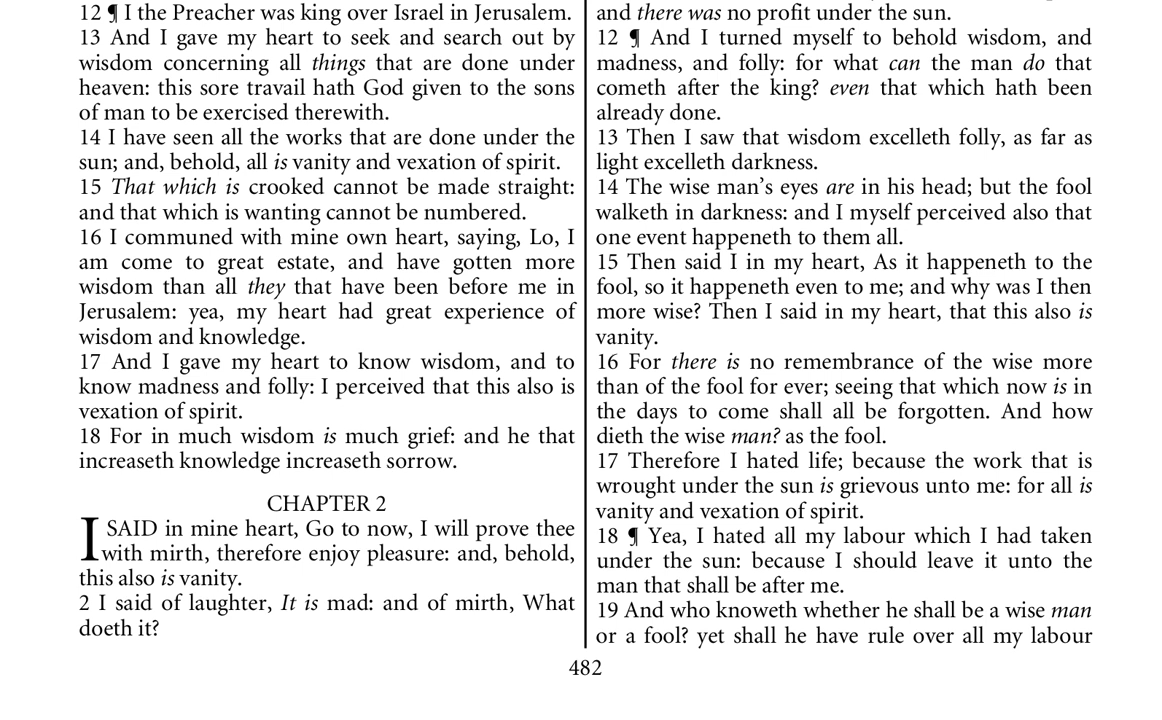 12 ¶ I the Preacher was king over Israel in Jerusalem.
13 And I gave my heart to seek and search out by
wisdom concerning all things that are done under
heaven: this sore travail hath God given to the sons
of man to be exercised therewith.
14 I have seen all the works that are done under the
sun; and, behold, all is vanity and vexation of spirit.
15 That which is crooked cannot be made straight:
and that which is wanting cannot be numbered.
16 I communed with mine own heart, saying, Lo, I
am come to great estate, and have gotten more
wisdom than all they that have been before me in
Jerusalem: yea, my heart had great experience of
wisdom and knowledge.
17 And I gave my heart to know wisdom, and to
know madness and folly: I perceived that this also is
vexation of spirit.
18 For in much wisdom is much grief: and he that
increaseth knowledge increaseth sorrow.
CHAPTER 2
I SAID in mine heart, Go to now, I will prove thee
with mirth, therefore enjoy pleasure: and, behold,
this also is vanity.
2 I said of laughter, It is mad: and of mirth, What
doeth it?
and there was no profit under the sun.
12 ¶ And I turned myself to behold wisdom, and
madness, and folly: for what can the man do that
cometh after the king? even that which hath been
already done.
13 Then I saw that wisdom excelleth folly, as far as
light excelleth darkness.
14 The wise man’s eyes are in his head; but the fool
walketh in darkness: and I myself perceived also that
one event happeneth to them all.
15 Then said I in my heart, As it happeneth to the
fool, so it happeneth even to me; and why was I then
more wise? Then I said in my heart, that this also is
vanity.
16 For there is no remembrance of the wise more
than of the fool for ever; seeing that which now is in
the days to come shall all be forgotten. And how
dieth the wise man? as the fool.
17 Therefore I hated life; because the work that is
wrought under the sun is grievous unto me: for all is
vanity and vexation of spirit.
18 ¶ Yea, I hated all my labour which I had taken
under the sun: because I should leave it unto the
man that shall be after me.
19 And who knoweth whether he shall be a wise man
or a fool? yet shall he have rule over all my labour
482